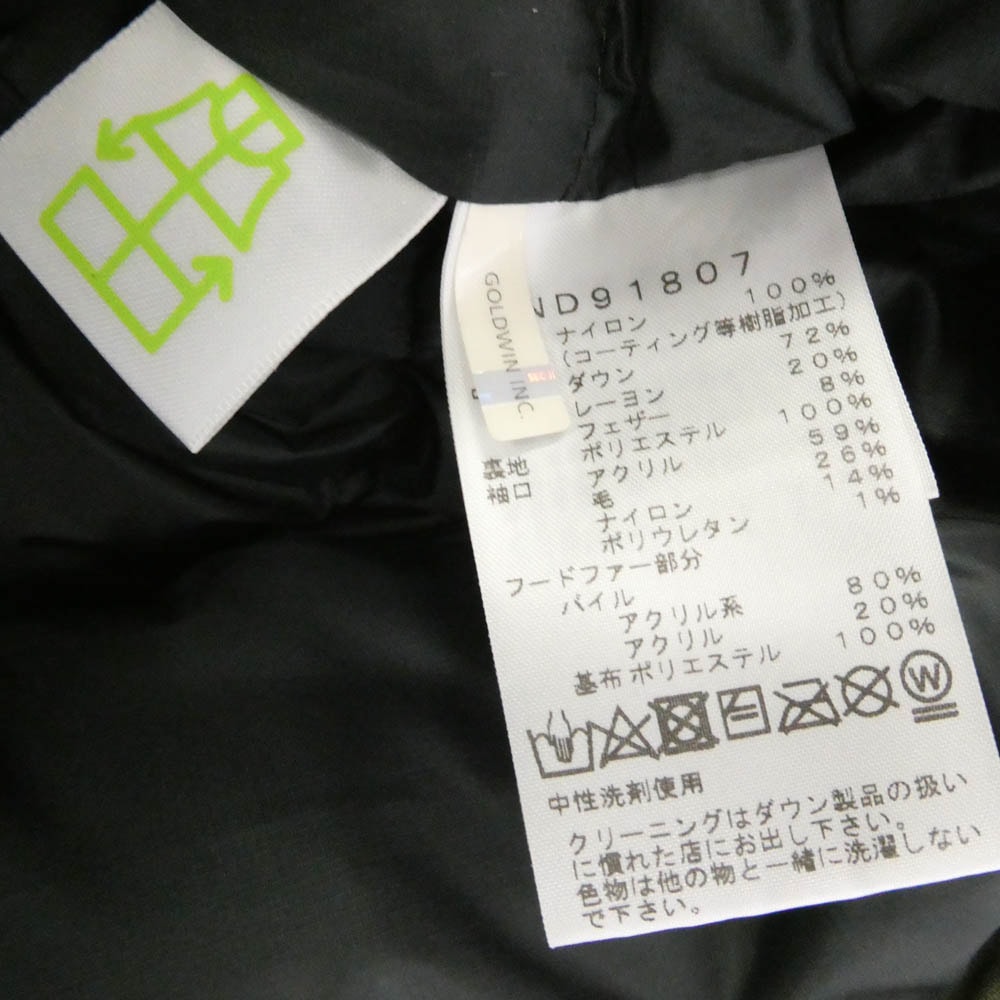 ND91807
ナイロン 100%
(コーティング等樹脂加工)
ダウン 72%
レーヨン 20%
フェザー 8%
裏地 ポリエステル 100%
袖口 アクリル 59%
毛 26%
ナイロン 14%
ポリウレタン 1%
フードファー部分
パイル
アクリル系 80%
アクリル 20%
基布 ポリエステル 100%
W
中性洗剤使用
クリーニングはダウン製品の扱い
に慣れた店にお出し下さい。
色物は他の物と一緒に洗濯しない
で下さい。
GOLDWIN INC.